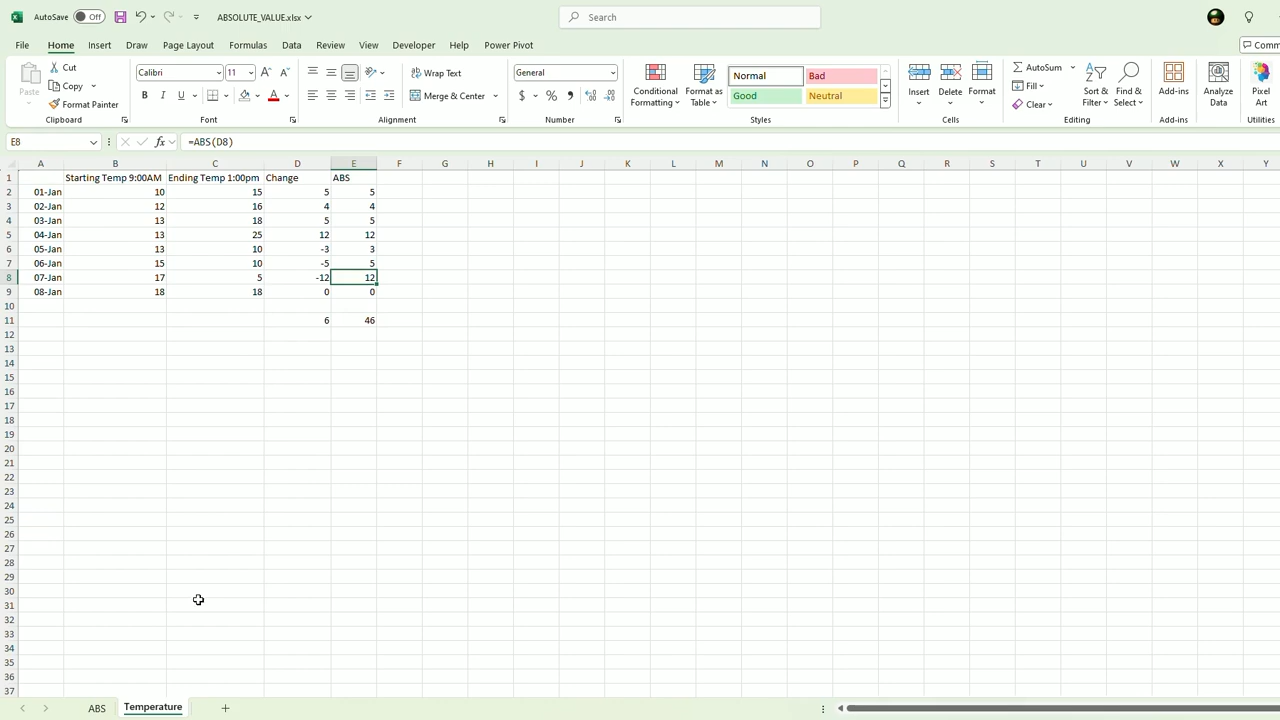 AutoSave Off ABSOLUTE_VALUE.xlsx Search
File Home Insert Draw Page Layout Formulas Data Review View Developer Help Power Pivot Comm
Paste Cut Copy Format Pa Clipboard
Calibri 11 A B I U A Font
Wrap Text Merge & Center Alignment
General $ % , Number
Conditional Formatting Format as Table Normal Bad Good Neutral Styles
Insert Delete Format Cells
AutoSum Fill Clear Sort & Filter Find & Select Editing
Add-ins Add-ins
Analyze Data
Pixel Art Utilities
E8 fx =ABS(D8)
A B C D E F G H I J K L M N O P Q R S T U V W X Y
1 Starting Temp 9:00AM Ending Temp 1:00pm Change ABS
2 01-Jan 10 15 5 5
3 02-Jan 12 16 4 4
4 03-Jan 13 18 5 5
5 04-Jan 13 25 12 12
6 05-Jan 13 10 -3 3
7 06-Jan 15 10 -5 5
8 07-Jan 17 5 -12 12
9 08-Jan 18 18 0 0
10
11 6 46
12
13
14
15
16
17
18
19
20
21
22
23
24
25
26
27
28
29
30
31
32
33
34
35
36
37
ABS Temperature